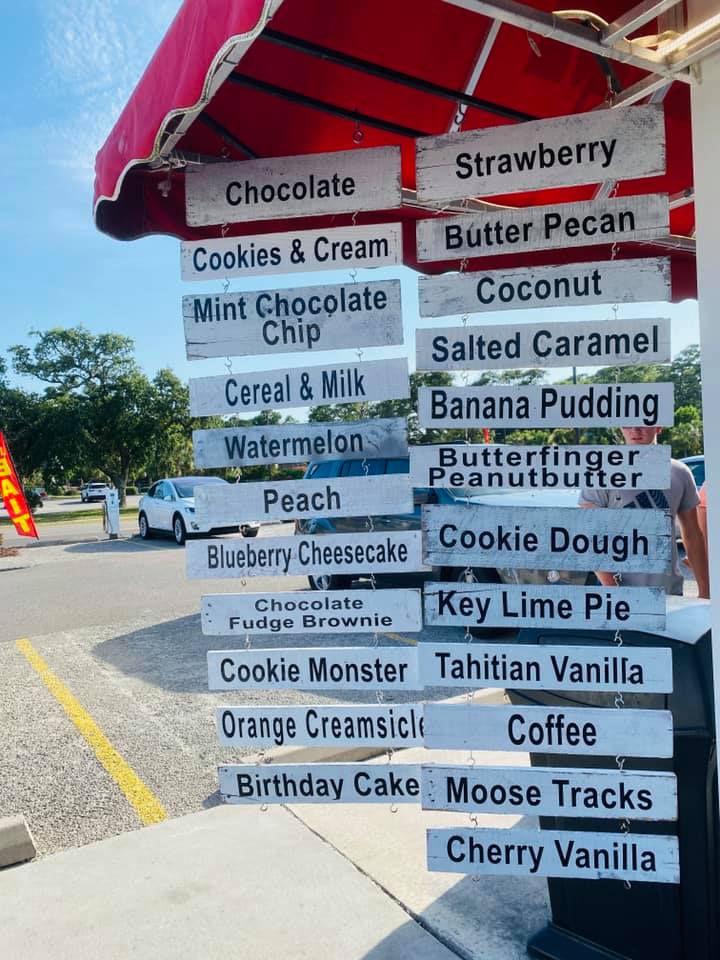 Chocolate
Cookies & Cream
Mint Chocolate
Chip
Cereal & Milk
Watermelon
Peach
Blueberry Cheesecake
Chocolate
Fudge Brownie
Cookie Monster
Orange Creamsicle
Birthday Cake
Strawberry
Butter Pecan
Coconut
Salted Caramel
Banana Pudding
Butterfinger
Peanutbutter
Cookie Dough
Key Lime Pie
Tahitian Vanilla
Coffee
Moose Tracks
Cherry Vanilla
BAIT